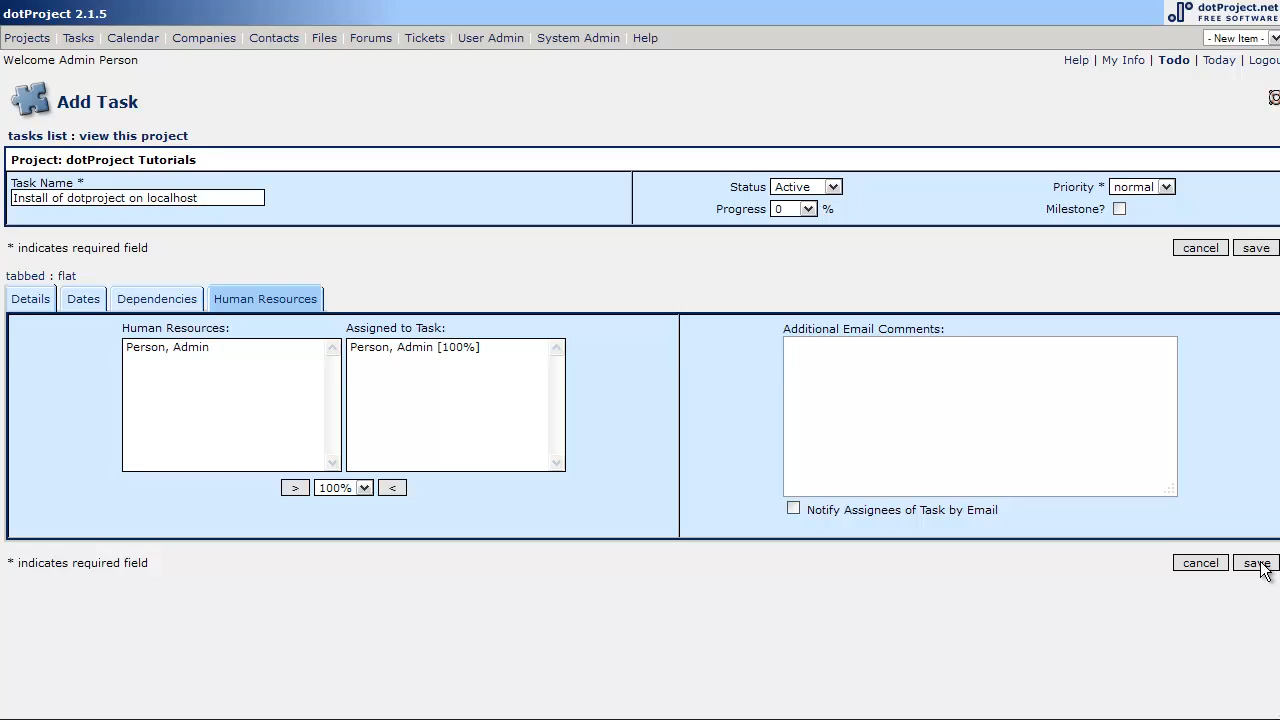 dotProject 2.1.5
dotProject.net
FREE SOFTWARE
Projects Tasks Calendar Companies Contacts Files Forums Tickets User Admin System Admin Help - New Item -
Welcome Admin Person Help | My Info | Todo | Today | Logou
Add Task
tasks list : view this project
Project: dotProject Tutorials
Task Name * Status Active Priority * normal
Install of dotproject on localhost
Progress 0 % Milestone?
* indicates required field cancel save
tabbed : flat
Details Dates Dependencies Human Resources
Human Resources: Assigned to Task: Additional Email Comments:
Person, Admin Person, Admin [100%]
> 100% <
Notify Assignees of Task by Email
* indicates required field cancel save